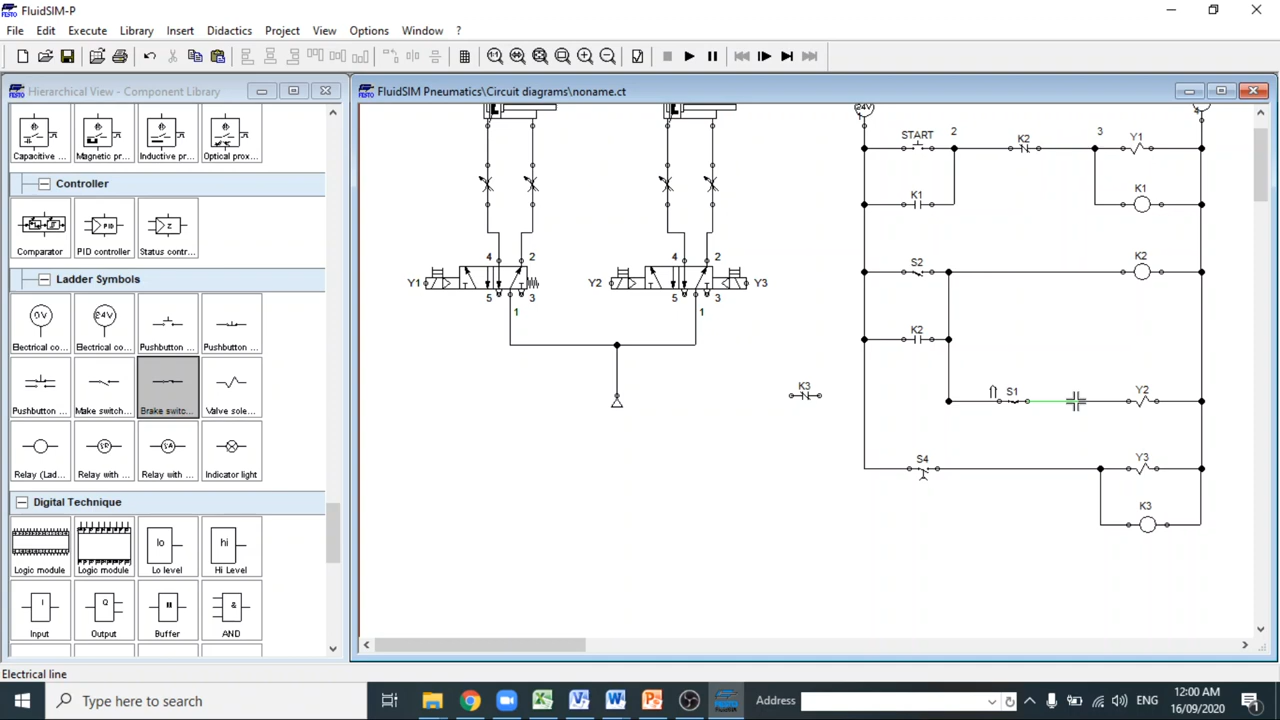 FluidSIM-P
File Edit Execute Library Insert Didactics Project View Options Window ?
Hierarchical View - Component Library
FluidSIM Pneumatics\Circuit diagrams\noname.ct
Capacitive ... Magnetic pr... Inductive pr... Optical prox...
Controller
Comparator PID controller Status contr...
Ladder Symbols
0V 24V
Electrical co... Electrical co... Pushbutton ... Pushbutton ...
Pushbutton ... Make switch... Brake switc... Valve sole...
Relay (Lad... Relay with ... Relay with ... Indicator light
Digital Technique
lo hi
Logic module Logic module Lo level Hi Level
I Q &
Input Output Buffer AND
24V
START 2 K2 3 Y1
K1 K1
4 2 4 2
Y1 Y2 Y3
5 3 5 3
1 1
S2 K2
K2
K3 S1 Y2
S4 Y3
K3
Electrical line
Type here to search
Address
ENG
12:00 AM
16/09/2020